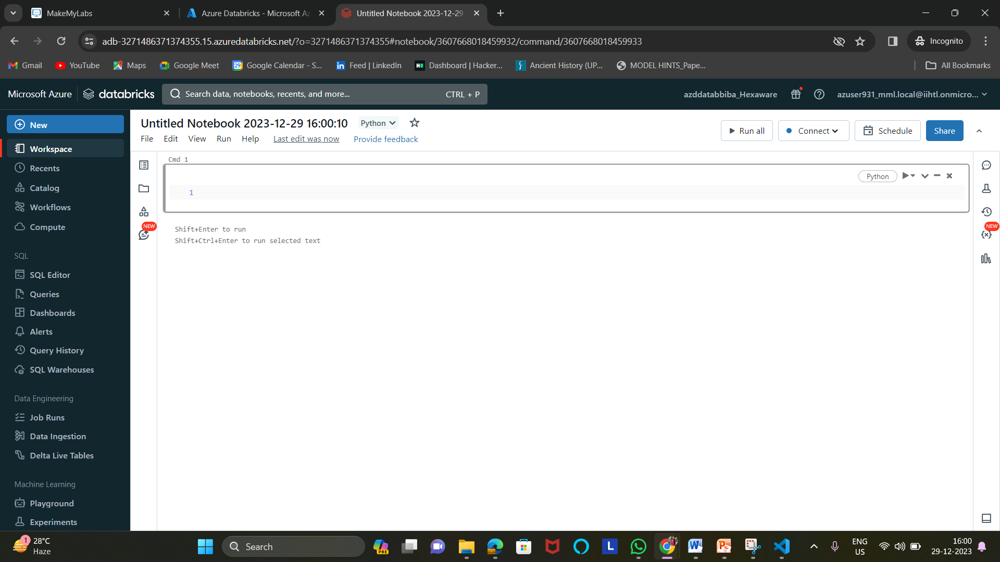 MakeMyLabs
Azure Databricks - Microsoft Az
Untitled Notebook 2023-12-29
adb-3271486371374355.15.azuredatabricks.net/?o=3271486371374355#notebook/3607668018459932/command/3607668018459933
Incognito
Gmail
YouTube
Maps
Google Meet
29
Google Calendar - S...
Feed | LinkedIn
Dashboard | Hacker...
Ancient History (UP...
MODEL HINTS_Pape...
All Bookmarks
Microsoft Azure
databricks
Search data, notebooks, recents, and more...
CTRL + P
azddatabbiba_Hexaware
azuser931_mml.local@iihtl.onmicro...
New
Workspace
Recents
Catalog
Workflows
Compute
SQL
SQL Editor
Queries
Dashboards
Alerts
Query History
SQL Warehouses
Data Engineering
Job Runs
Data Ingestion
Delta Live Tables
Machine Learning
Playground
Experiments
Untitled Notebook 2023-12-29 16:00:10
Python
File Edit View Run Help Last edit was now Provide feedback
Run all
Connect
Schedule
Share
NEW
Cmd 1
Python
1
Shift+Enter to run
Shift+Ctrl+Enter to run selected text
NEW
1
28°C
Haze
Search
PRE
L
ENG
US
16:00
29-12-2023